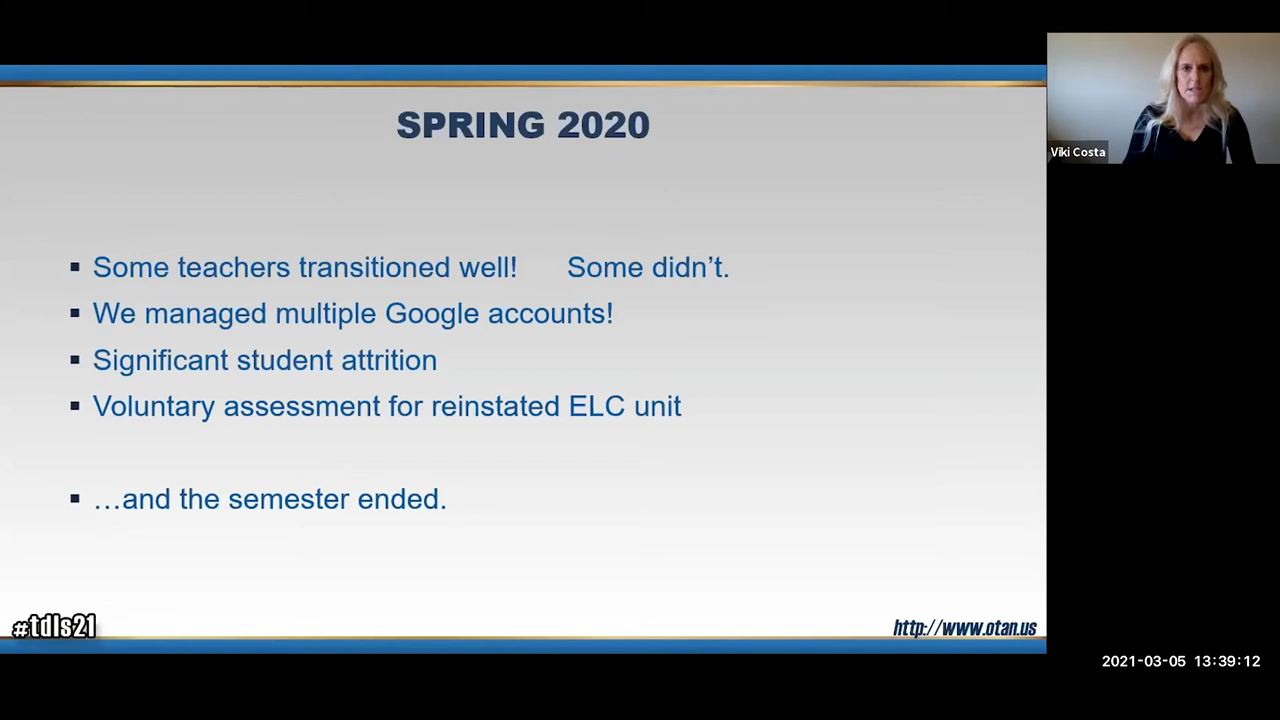 SPRING 2020
Viki Costa
▪ Some teachers transitioned well! Some didn’t.
▪ We managed multiple Google accounts!
▪ Significant student attrition
▪ Voluntary assessment for reinstated ELC unit
▪ …and the semester ended.
#tdls21
http://www.otan.us
2021-03-05 13:39:12